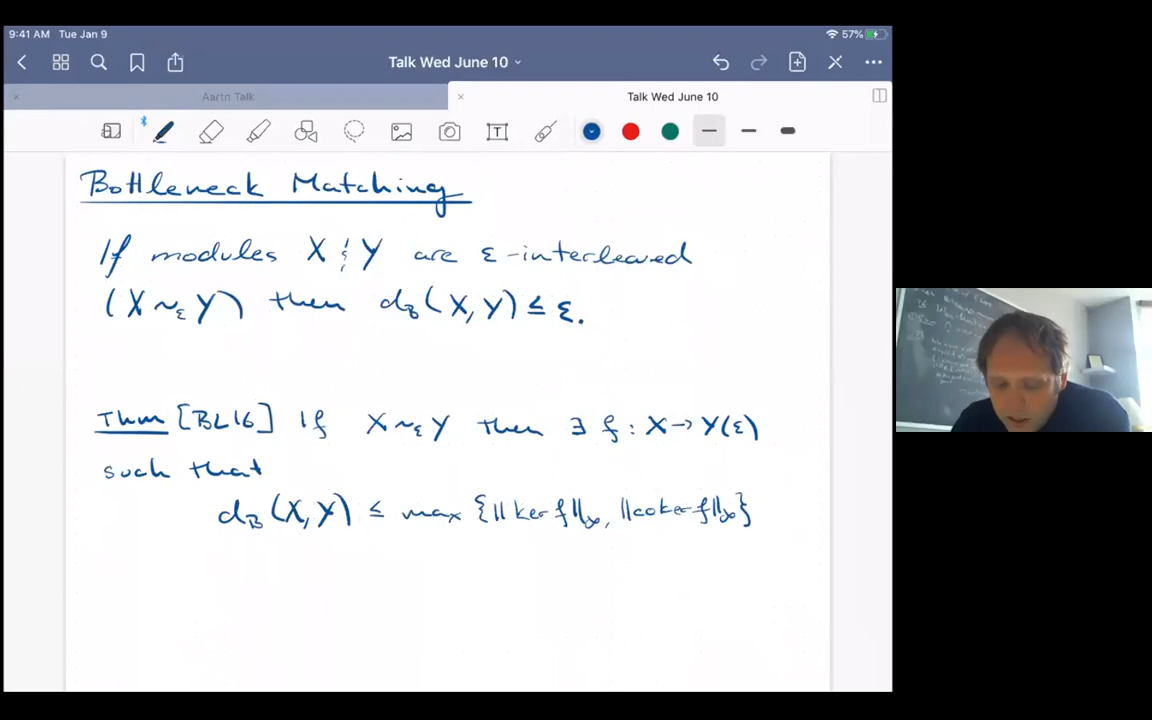 9:41 AM Tue Jan 9
57%
Talk Wed June 10
Aartn Talk
Talk Wed June 10
Bottleneck Matching
If modules X & Y are ε-interleaved
(X ~ε Y) then dB(X, Y) ≤ ε.
Thm [BL16] If X ~ε Y then ∃ f : X → Y(ε)
such that
dB(X, Y) ≤ max {||ker f||∞, ||coker f||∞}